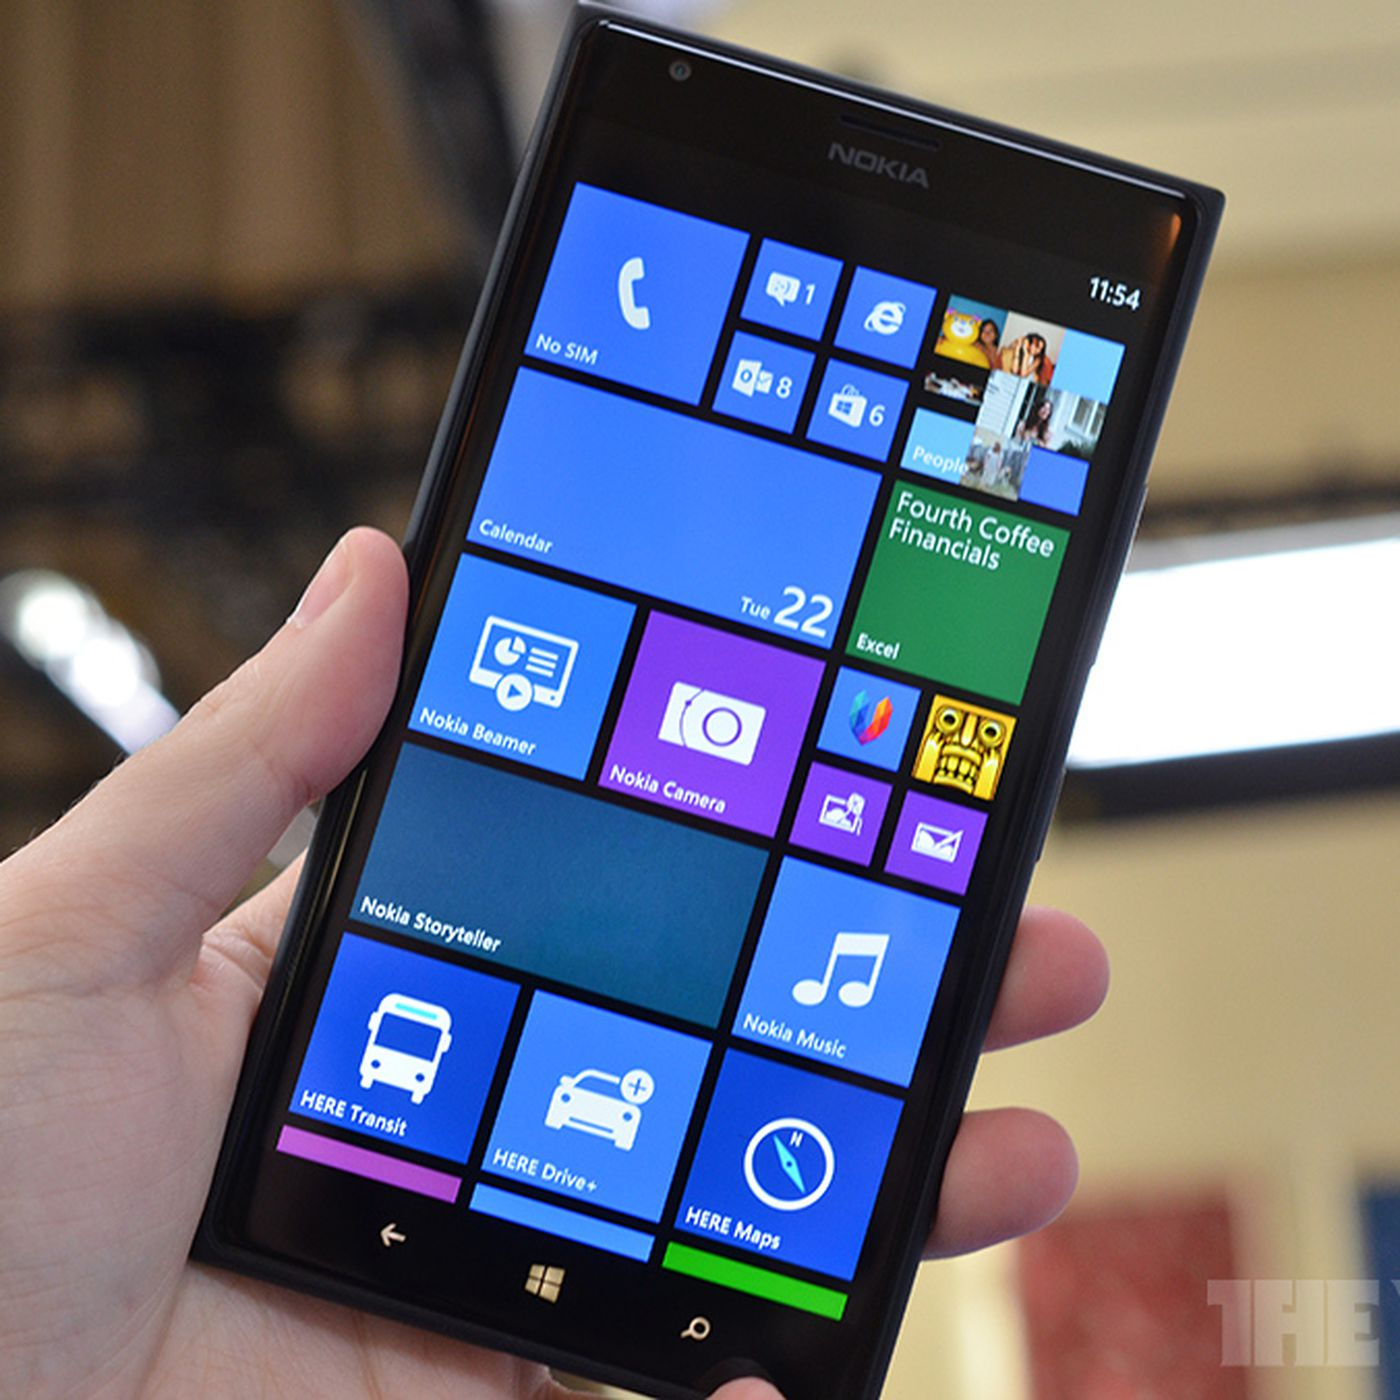 NOKIA
11:54
No SIM
1
8
6
People
Calendar
Tue 22
Fourth Coffee
Financials
Excel
Nokia Beamer
Nokia Camera
Nokia Storyteller
Nokia Music
HERE Transit
HERE Drive+
N
HERE Maps
THE